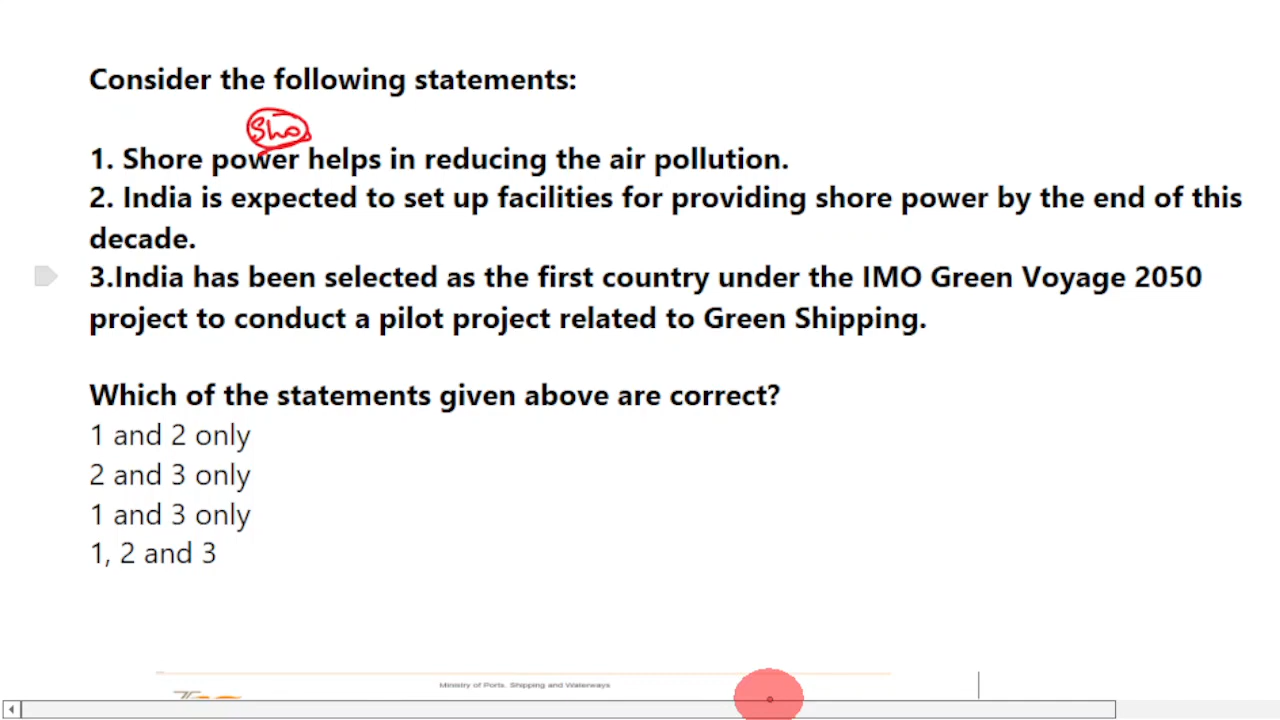 Consider the following statements:
Sho
1. Shore power helps in reducing the air pollution.
2. India is expected to set up facilities for providing shore power by the end of this
decade.
3.India has been selected as the first country under the IMO Green Voyage 2050
project to conduct a pilot project related to Green Shipping.
Which of the statements given above are correct?
1 and 2 only
2 and 3 only
1 and 3 only
1, 2 and 3
Ministry of Ports, Shipping and Waterways